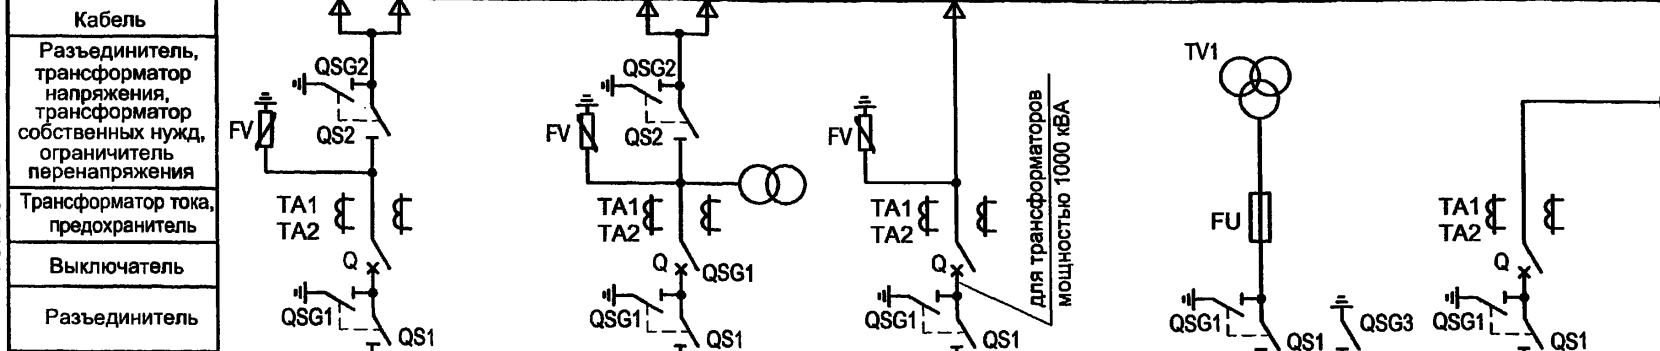 Кабель
Разъединитель,
трансформатор
напряжения,
трансформатор
собственных нужд,
ограничитель
перенапряжения
Трансформатор тока,
предохранитель
Выключатель
Разъединитель
QSG2
FV
QS2
TA1
TA2
Q
QSG1
QS1
QSG2
FV
QS2
TA1
TA2
Q
QSG1
QSG1
QS1
FV
TA1
TA2
Q
QSG1
QS1
для трансформаторов
мощностью 1000 кВА
TV1
FU
QSG1
QS1
QSG3
TA1
TA2
Q
QSG1
QS1